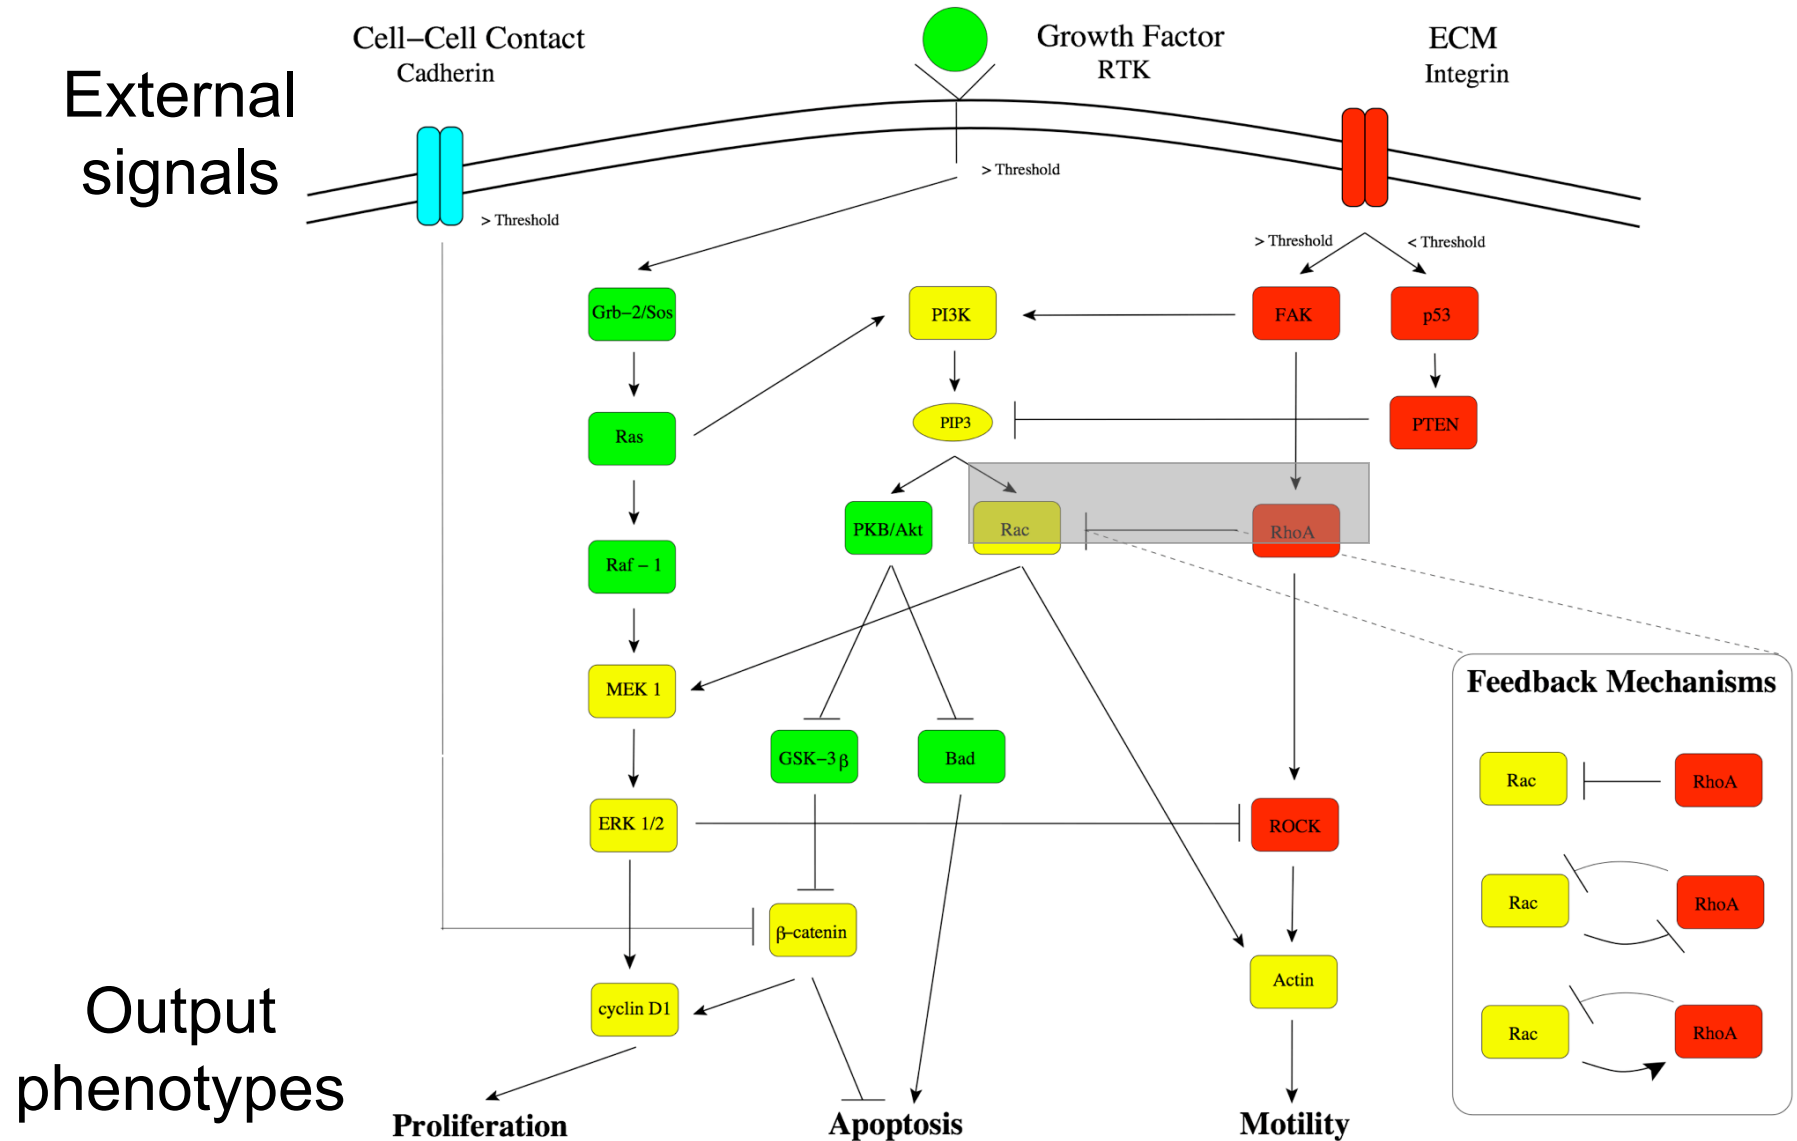 Cell–Cell Contact
Cadherin
Growth Factor
RTK
ECM
Integrin
External
signals
> Threshold
> Threshold
> Threshold
< Threshold
Grb–2/Sos
PI3K
FAK
p53
Ras
PIP3
PTEN
PKB/Akt
Rac
RhoA
Raf – 1
MEK 1
GSK–3 β
Bad
ERK 1/2
ROCK
β–catenin
Actin
cyclin D1
Output
phenotypes
Proliferation
Apoptosis
Motility
Feedback Mechanisms
Rac
RhoA
Rac
RhoA
Rac
RhoA